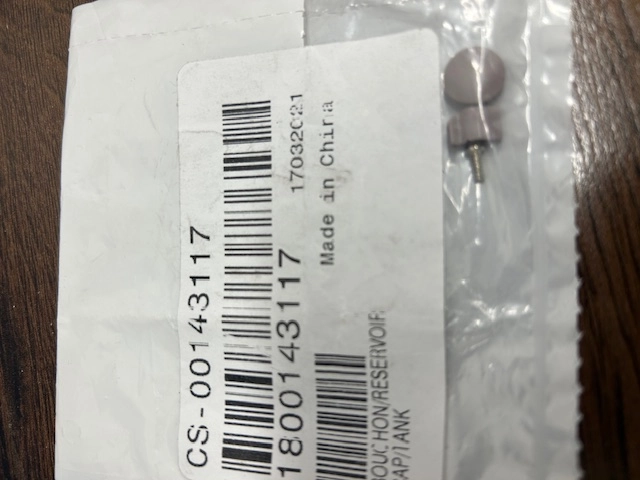 CS-00143117
1800143117
17032021
Made in China
BOUCHON/RESERVOIR
CAP/TANK